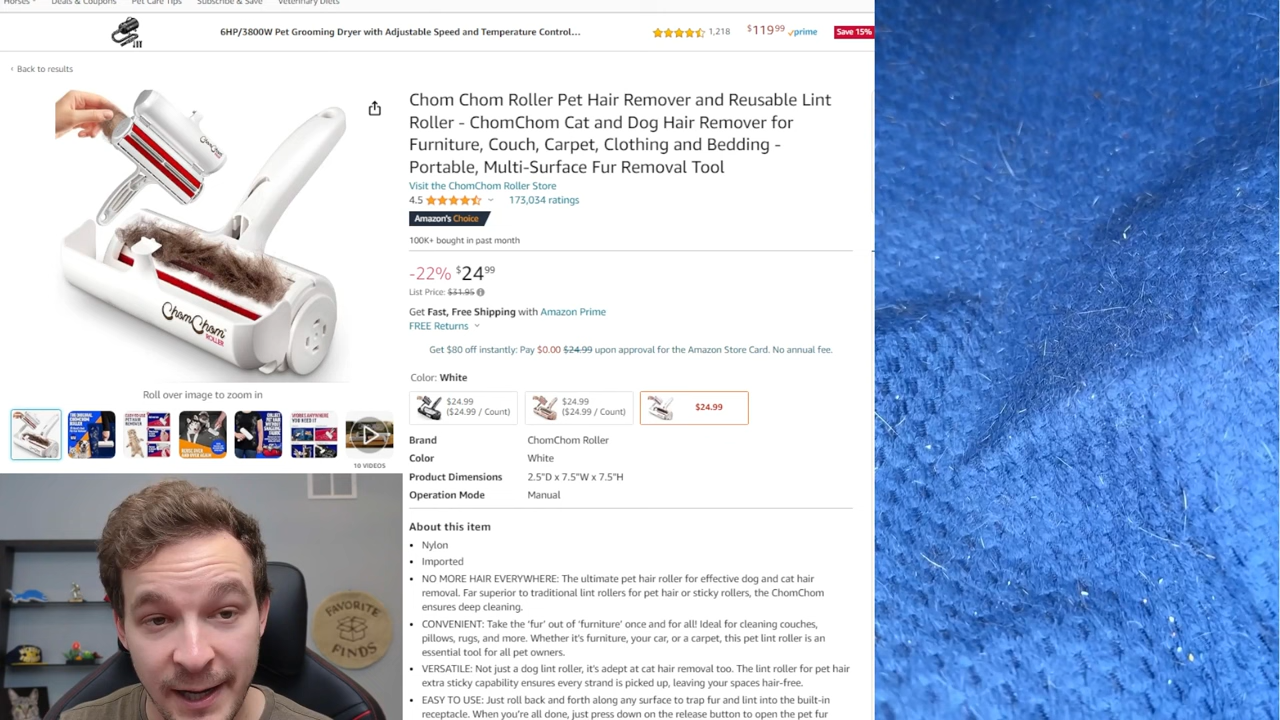 Horses
Deals & Coupons
Pet Care Tips
Subscribe & Save
Veterinary Diets
6HP/3800W Pet Grooming Dryer with Adjustable Speed and Temperature Control...
1,218
$119.99
prime
Save 15%
‹ Back to results
Chom Chom Roller Pet Hair Remover and Reusable Lint
Roller - ChomChom Cat and Dog Hair Remover for
Furniture, Couch, Carpet, Clothing and Bedding -
Portable, Multi-Surface Fur Removal Tool
Visit the ChomChom Roller Store
4.5
173,034 ratings
Amazon's Choice
100K+ bought in past month
-22% $24.99
List Price: $31.95
Get Fast, Free Shipping with Amazon Prime
FREE Returns
Get $80 off instantly: Pay $0.00 $24.99 upon approval for the Amazon Store Card. No annual fee.
Color: White
$24.99
($24.99 / Count)
$24.99
($24.99 / Count)
$24.99
Brand ChomChom Roller
Color White
Product Dimensions 2.5"D x 7.5"W x 7.5"H
Operation Mode Manual
About this item
• Nylon
• Imported
• NO MORE HAIR EVERYWHERE: The ultimate pet hair roller for effective dog and cat hair
removal. Far superior to traditional lint rollers for pet hair or sticky rollers, the ChomChom
ensures deep cleaning.
• CONVENIENT: Take the 'fur' out of 'furniture' once and for all! Ideal for cleaning couches,
pillows, rugs, and more. Whether it's furniture, your car, or a carpet, this pet lint roller is an
essential tool for all pet owners.
• VERSATILE: Not just a dog lint roller, it's adept at cat hair removal too. The lint roller for pet hair
extra sticky capability ensures every strand is picked up, leaving your spaces hair-free.
• EASY TO USE: Just roll back and forth along any surface to trap fur and lint into the built-in
receptacle. When you're all done, just press down on the release button to open the pet fur
ChomChom
ChomChom
ROLLER
Roll over image to zoom in
10 VIDEOS
FAVORITE
FINDS